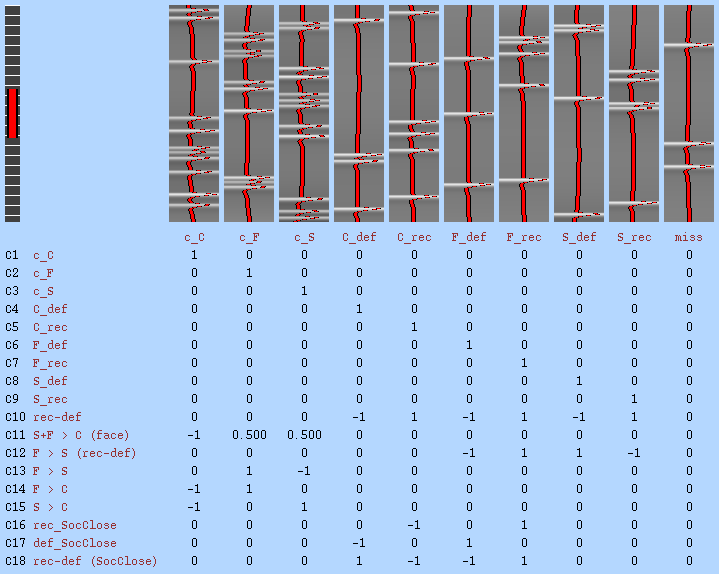 c_C c_F c_S C_def C_rec F_def F_rec S_def S_rec miss
C1 c_C 1 0 0 0 0 0 0 0 0 0
C2 c_F 0 1 0 0 0 0 0 0 0 0
C3 c_S 0 0 1 0 0 0 0 0 0 0
C4 C_def 0 0 0 1 0 0 0 0 0 0
C5 C_rec 0 0 0 0 1 0 0 0 0 0
C6 F_def 0 0 0 0 0 1 0 0 0 0
C7 F_rec 0 0 0 0 0 0 1 0 0 0
C8 S_def 0 0 0 0 0 0 0 1 0 0
C9 S_rec 0 0 0 0 0 0 0 0 1 0
C10 rec-def 0 0 0 -1 1 -1 1 -1 1 0
C11 S+F > C (face) -1 0.500 0.500 0 0 0 0 0 0 0
C12 F > S (rec-def) 0 0 0 0 0 -1 1 1 -1 0
C13 F > S 0 1 -1 0 0 0 0 0 0 0
C14 F > C -1 1 0 0 0 0 0 0 0 0
C15 S > C -1 0 1 0 0 0 0 0 0 0
C16 rec_SocClose 0 0 0 0 -1 0 1 0 0 0
C17 def_SocClose 0 0 0 -1 0 1 0 0 0 0
C18 rec-def (SocClose) 0 0 0 1 -1 -1 1 0 0 0